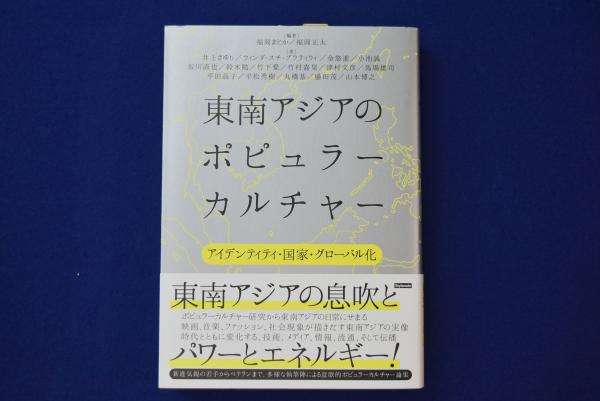 [編著]
福岡まどか/福岡正太
[著]
井上さゆり/ウィンダ・スチ・プラティウィ/金悠進/小池誠
坂川直也/鈴木勉/竹下愛/竹村嘉晃/津村文彦/馬場雄司
平田晶子/平松秀樹/丸橋基/盛田茂/山本博之
東南アジアの
ポピュラー
カルチャー
アイデンティティ・国家・グローバル化
東南アジアの息吹と
ポピュラーカルチャー研究から東南アジアの日常にせまる
映画、音楽、ファッション、社会現象が描きだす東南アジアの実像
時代とともに変化する、技術、メディア、情報、流通、そして伝播
パワーとエネルギー!
新進気鋭の若手からベテランまで、多様な執筆陣による意欲的ポピュラーカルチャー論集